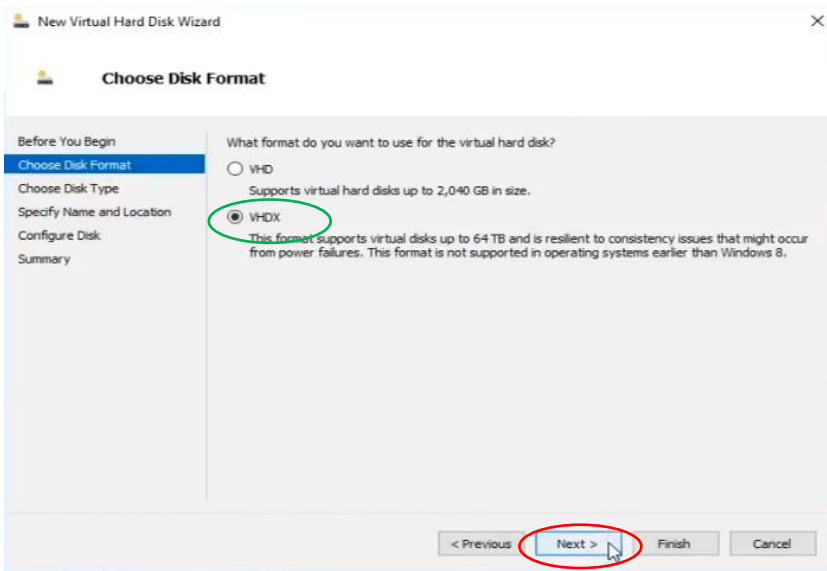 New Virtual Hard Disk Wizard
Choose Disk Format
Before You Begin
Choose Disk Format
Choose Disk Type
Specify Name and Location
Configure Disk
Summary
What format do you want to use for the virtual hard disk?
VHD
Supports virtual hard disks up to 2,040 GB in size.
VHDX
This format supports virtual disks up to 64 TB and is resilient to consistency issues that might occur
from power failures. This format is not supported in operating systems earlier than Windows 8.
< Previous
Next >
Finish
Cancel